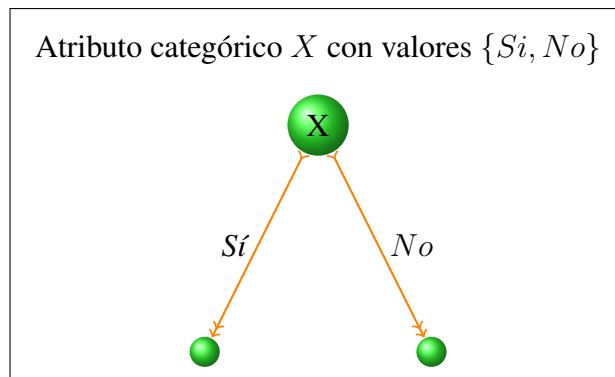 Atributo categórico X con valores {Si, No}
X
Sí
No